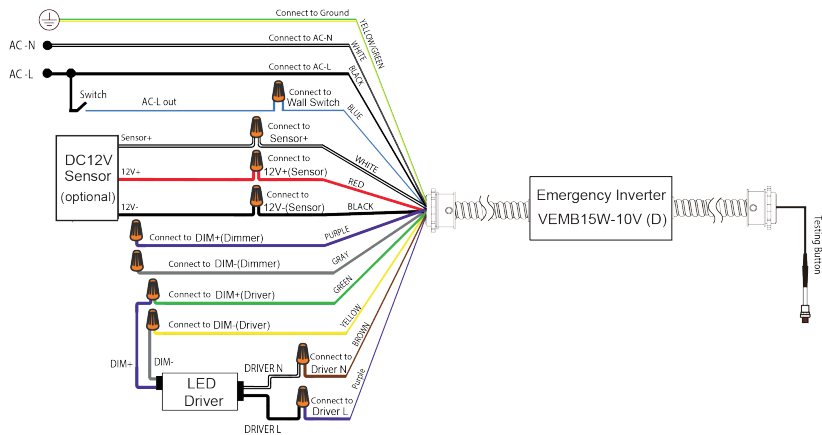 Connect to Ground
YELLOW/GREEN
AC-N
Connect to AC-N
WHITE
AC-L
Connect to AC-L
BLACK
Switch
AC-L out
Connect to
Wall Switch
BLUE
Sensor+
Connect to
Sensor+
WHITE
DC12V
Sensor
(optional)
12V+
Connect to
12V+(Sensor)
RED
12V-
Connect to
12V-(Sensor)
BLACK
Emergency Inverter
VEMB15W-10V (D)
Testing Button
Connect to DIM+(Dimmer)
PURPLE
Connect to DIM-(Dimmer)
GRAY
Connect to DIM+(Driver)
GREEN
Connect to DIM-(Driver)
YELLOW
BROWN
DIM+
DIM-
DRIVER N
Connect to
Driver N
Purple
LED
Driver
Connect to
Driver L
DRIVER L